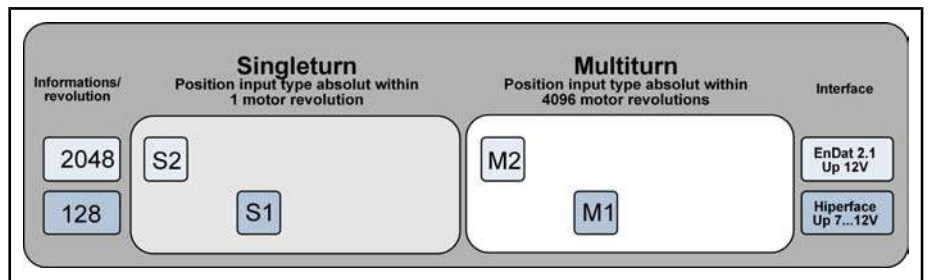 Informations/
revolution
Singleturn
Position input type absolut within
1 motor revolution
Multiturn
Position input type absolut within
4096 motor revolutions
Interface
2048
S2
M2
EnDat 2.1
Up 12V
128
S1
M1
Hiperface
Up 7...12V